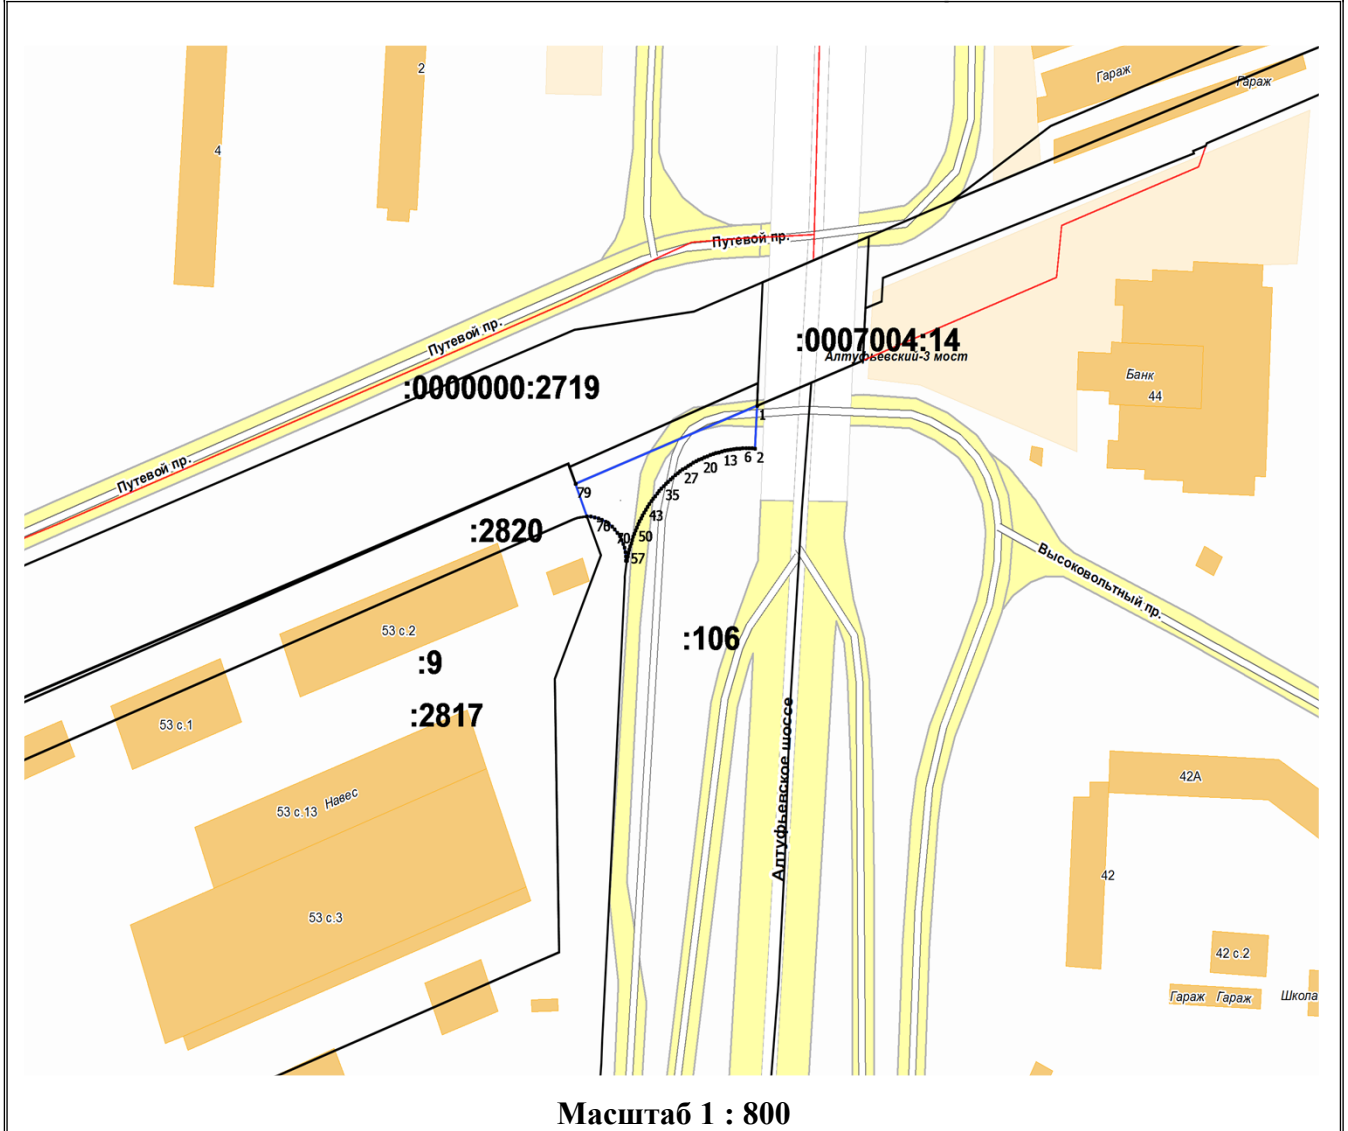 2
Гараж
Гараж
4
Путевой пр.
Путевой пр.
:0007004:14
Алтуфьевский-3 мост
:0000000:2719
Банк
44
1
Путевой пр.
6 2
13
20
27
35
79
43
76
50
70
57
:2820
Высоковольтный пр.
53 с.2
:106
:9
:2817
53 с.1
Алтуфьевское шоссе
42А
53 с.13 Навес
42
53 с.3
42 с.2
Гараж Гараж Школа
Масштаб 1 : 800